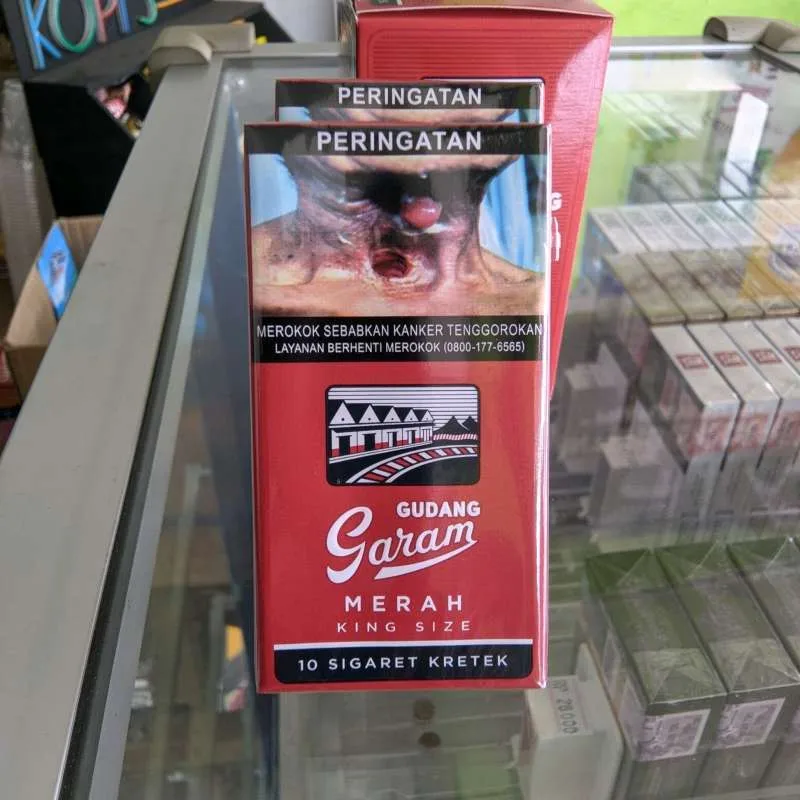 KOPI
PERINGATAN
PERINGATAN
MEROKOK SEBABKAN KANKER TENGGOROKAN
LAYANAN BERHENTI MEROKOK (0800-177-6565)
GUDANG
Garam
MERAH
KING SIZE
10 SIGARET KRETEK